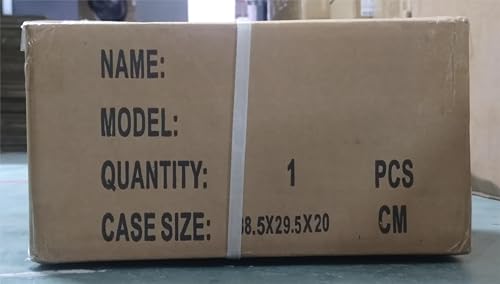 NAME:
MODEL:
QUANTITY: 1 PCS
CASE SIZE: 8.5X29.5X20 CM